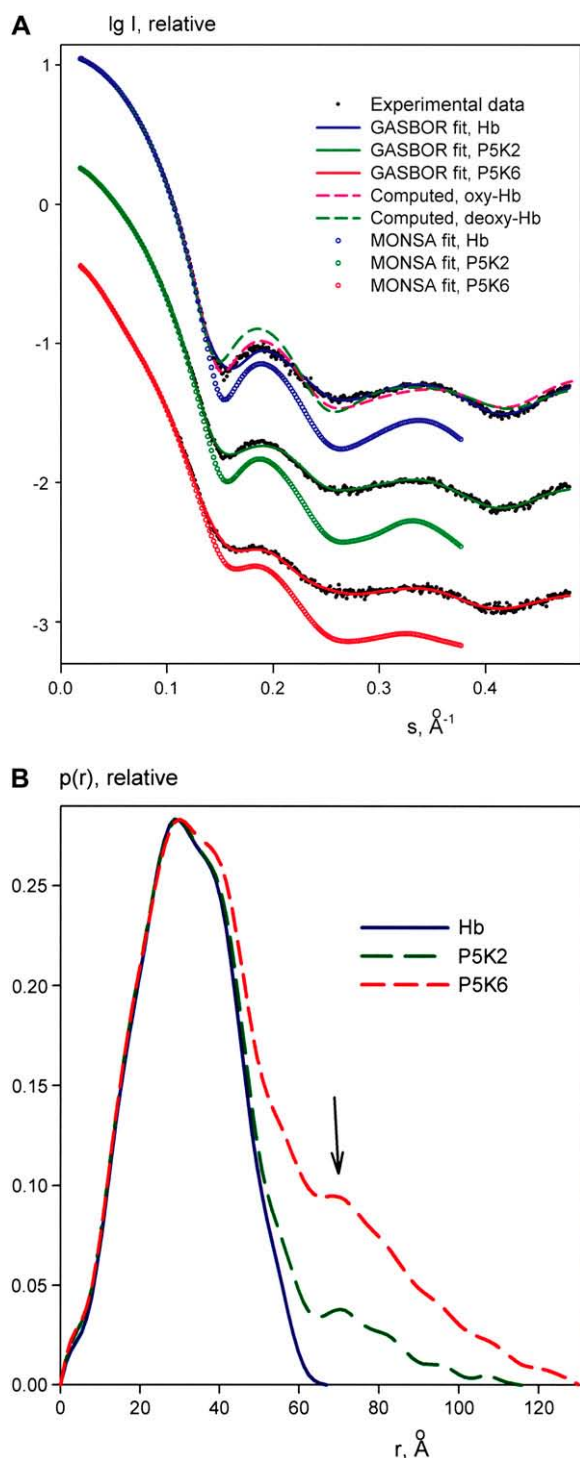 A
lg I, relative
1
0
-1
-2
-3
Experimental data
GASBOR fit, Hb
GASBOR fit, P5K2
GASBOR fit, P5K6
Computed, oxy-Hb
Computed, deoxy-Hb
MONSA fit, Hb
MONSA fit, P5K2
MONSA fit, P5K6
0.0 0.1 0.2 0.3 0.4
s, Å-1
B
p(r), relative
0.25
0.20
0.15
0.10
0.05
0.00
Hb
P5K2
P5K6
0 20 40 60 80 100 120
r, Å